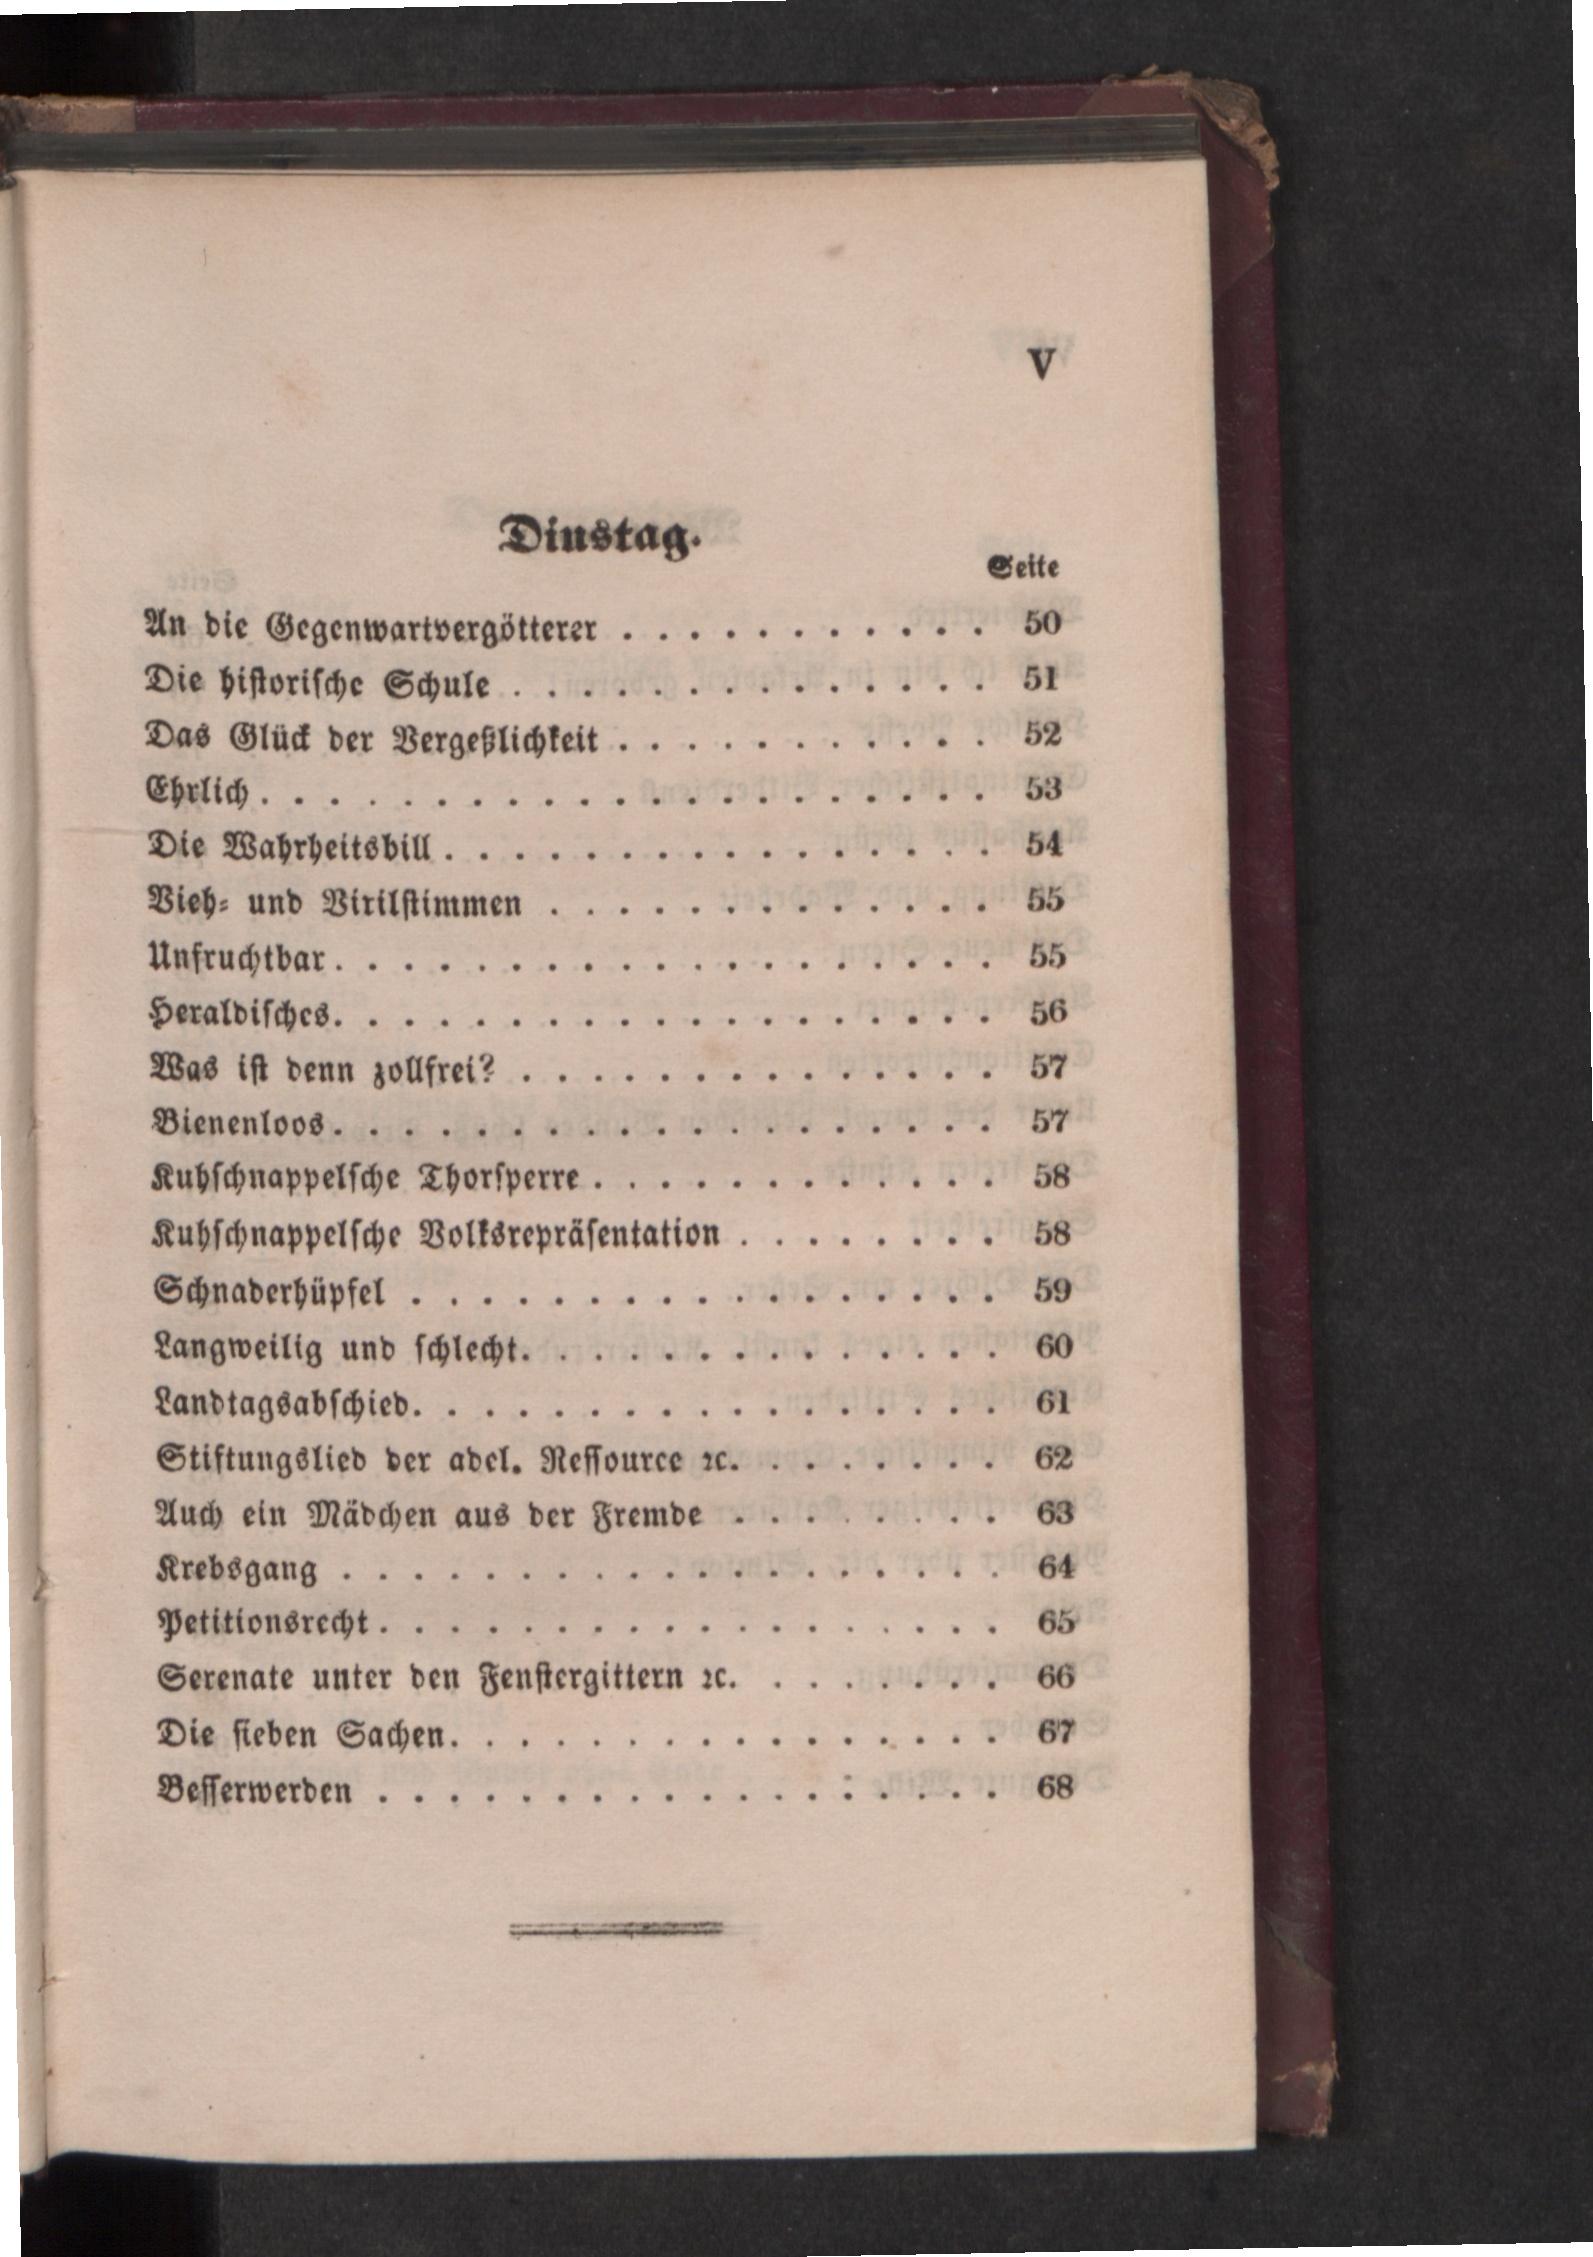 V
Dinstag.
Seite
An die Gegenwartvergötterer . . . . . . . . . . . 50
Die historische Schule . . . . . . . . . . . . . . 51
Das Glück der Vergeßlichkeit . . . . . . . . . . . 52
Ehrlich . . . . . . . . . . . . . . . . . . . . . 53
Die Wahrheitsbill . . . . . . . . . . . . . . . . 54
Vieh- und Virilstimmen . . . . . . . . . . . . . 55
Unfruchtbar . . . . . . . . . . . . . . . . . . . 55
Heraldisches . . . . . . . . . . . . . . . . . . . 56
Was ist denn zollfrei? . . . . . . . . . . . . . . 57
Bienenloos . . . . . . . . . . . . . . . . . . . 57
Kuhschnappelsche Thorsperre . . . . . . . . . . . . 58
Kuhschnappelsche Volksrepräsentation . . . . . . . . 58
Schnaderhüpfel . . . . . . . . . . . . . . . . . 59
Langweilig und schlecht . . . . . . . . . . . . . . 60
Landtagsabschied . . . . . . . . . . . . . . . . . 61
Stiftungslied der adel. Ressource ꝛc. . . . . . . . 62
Auch ein Mädchen aus der Fremde . . . . . . . . 63
Krebsgang . . . . . . . . . . . . . . . . . . . 64
Petitionsrecht . . . . . . . . . . . . . . . . . . 65
Serenate unter den Fenstergittern ꝛc. . . . . . . . 66
Die sieben Sachen . . . . . . . . . . . . . . . . 67
Besserwerden . . . . . . . . . . . . . . . . . . 68